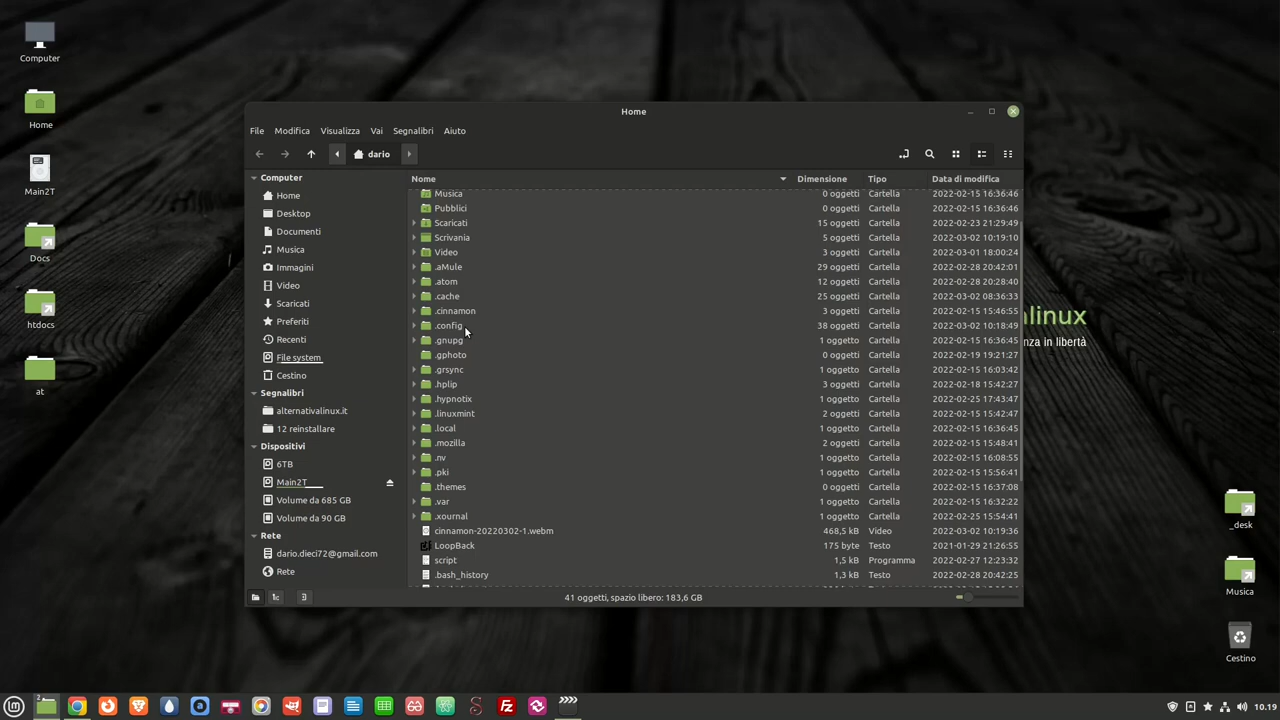 Computer
Home
Main2T
Docs
htdocs
at
Home
File Modifica Visualizza Vai Segnalibri Aiuto
dario
Computer
Home
Desktop
Documenti
Musica
Immagini
Video
Scaricati
Preferiti
Recenti
File system
Cestino
Segnalibri
alternativalinux.it
12 reinstallare
Dispositivi
6TB
Main2T
Volume da 685 GB
Volume da 90 GB
Rete
dario.dieci72@gmail.com
Rete
Nome Dimensione Tipo Data di modifica
Musica 0 oggetti Cartella 2022-02-15 16:36:46
Pubblici 0 oggetti Cartella 2022-02-15 16:36:46
Scaricati 15 oggetti Cartella 2022-02-23 21:29:49
Scrivania 5 oggetti Cartella 2022-03-02 10:19:10
Video 3 oggetti Cartella 2022-03-01 18:00:24
.aMule 29 oggetti Cartella 2022-02-28 20:42:01
.atom 12 oggetti Cartella 2022-02-28 20:28:40
.cache 25 oggetti Cartella 2022-03-02 08:36:33
.cinnamon 3 oggetti Cartella 2022-02-15 15:46:55
.config 38 oggetti Cartella 2022-03-02 10:18:49
.gnupg 1 oggetto Cartella 2022-02-15 16:36:45
.gphoto 0 oggetti Cartella 2022-02-19 19:21:27
.grsync 1 oggetto Cartella 2022-02-15 16:03:42
.hplip 3 oggetti Cartella 2022-02-18 15:42:27
.hypnotix 1 oggetto Cartella 2022-02-25 17:43:47
.linuxmint 2 oggetti Cartella 2022-02-15 15:42:47
.local 1 oggetto Cartella 2022-02-15 16:36:45
.mozilla 2 oggetti Cartella 2022-02-15 15:48:41
.nv 1 oggetto Cartella 2022-02-15 16:08:55
.pki 1 oggetto Cartella 2022-02-15 15:56:41
.themes 0 oggetti Cartella 2022-02-15 16:37:08
.var 1 oggetto Cartella 2022-02-15 16:32:22
.xournal 1 oggetto Cartella 2022-02-25 15:54:41
cinnamon-20220302-1.webm 468,5 kB Video 2022-03-02 10:19:36
LoopBack 175 byte Testo 2021-01-29 21:26:55
script 1,5 kB Programma 2022-02-27 12:23:32
.bash_history 1,3 kB Testo 2022-02-28 20:42:25
41 oggetti, spazio libero: 183,6 GB
linux
nza in libertà
_desk
Musica
Cestino
2
10.19